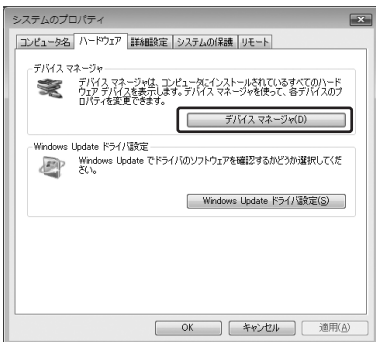 システムのプロパティ
コンピュータ名 ハードウェア 詳細設定 システムの保護 リモート
デバイス マネージャ
デバイス マネージャは、コンピュータにインストールされているすべてのハード
ウェア デバイスを表示します。デバイス マネージャを使って、各デバイスのプ
ロパティを変更できます。
デバイス マネージャ(D)
Windows Update ドライバ設定
Windows Update でドライバのソフトウェアを確認するかどうか選択してくだ
さい。
Windows Update ドライバ設定(S)
OK キャンセル 適用(A)